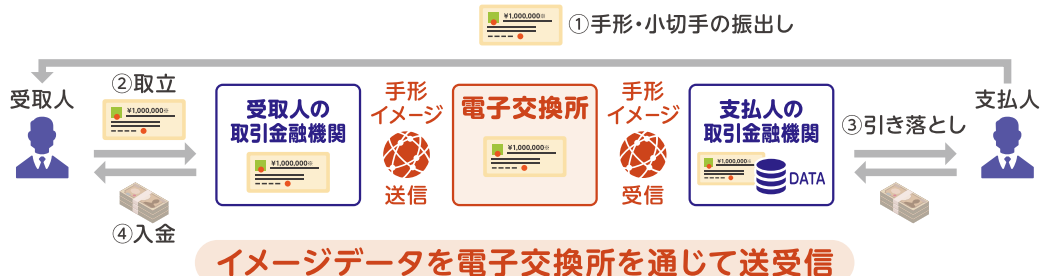 ¥1,000,000※
①手形・小切手の振出し
受取人
②取立
¥1,000,000※
④入金
受取人の
取引金融機関
¥1,000,000※
手形
イメージ
送信
電子交換所
¥1,000,000※
手形
イメージ
受信
支払人の
取引金融機関
¥1,000,000※
DATA
③引き落とし
支払人
イメージデータを電子交換所を通じて送受信